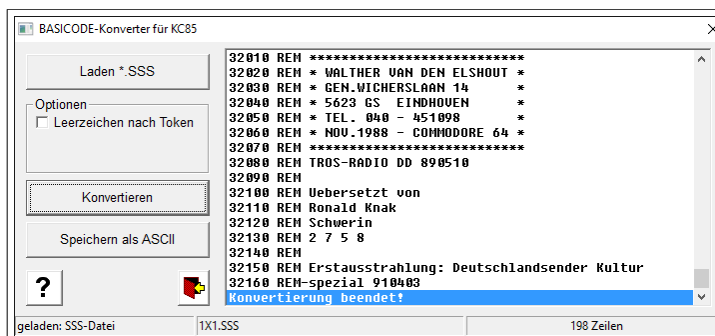 BASICODE-Konverter für KC85
Laden *.SSS
Optionen
Leerzeichen nach Token
Konvertieren
Speichern als ASCII
?
32010 REM ***************************
32020 REM * WALTHER VAN DEN ELSHOUT *
32030 REM * GEN.WICHERSLAAN 14      *
32040 REM * 5623 GS  EINDHOVEN      *
32050 REM * TEL. 040 - 451098       *
32060 REM * NOV.1988 - COMMODORE 64 *
32070 REM ***************************
32080 REM TROS-RADIO DD 890510
32090 REM
32100 REM Uebersetzt von
32110 REM Ronald Knak
32120 REM Schwerin
32130 REM 2 7 5 8
32140 REM
32150 REM Erstausstrahlung: Deutschlandsender Kultur
32160 REM-spezial 910403
Konvertierung beendet!
geladen: SSS-Datei
1X1.SSS
198 Zeilen